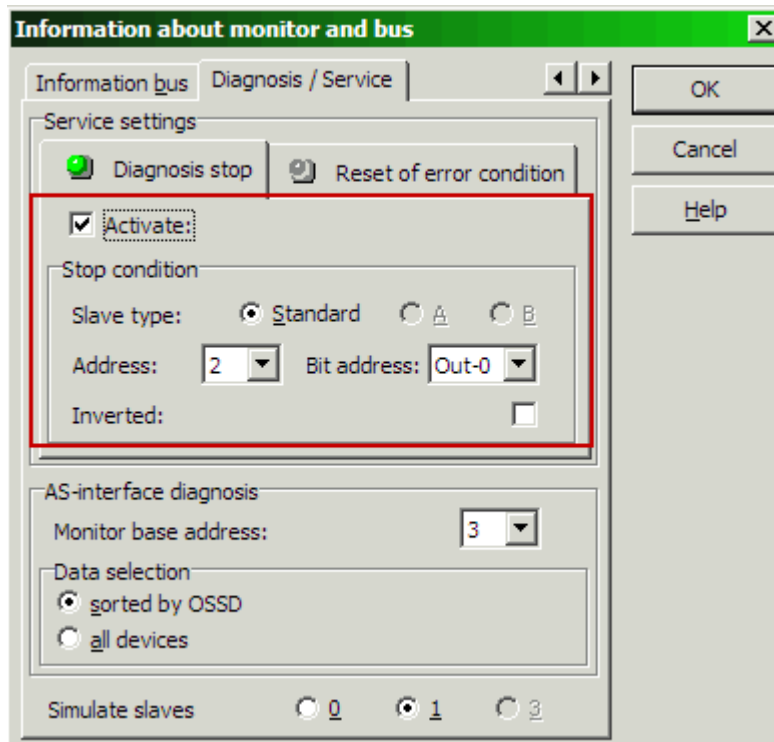 Information about monitor and bus
Information bus Diagnosis / Service
OK
Service settings
Cancel
Diagnosis stop Reset of error condition
Help
Activate:
Stop condition
Slave type: Standard A B
Address: 2 Bit address: Out-0
Inverted:
AS-interface diagnosis
Monitor base address: 3
Data selection
sorted by OSSD
all devices
Simulate slaves 0 1 3